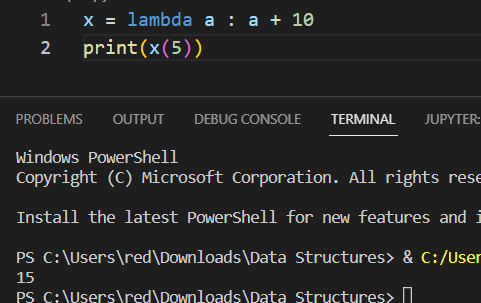 1 x = lambda a : a + 10
2 print(x(5))
PROBLEMS OUTPUT DEBUG CONSOLE TERMINAL JUPYTER:
Windows PowerShell
Copyright (C) Microsoft Corporation. All rights rese
Install the latest PowerShell for new features and i
PS C:\Users\red\Downloads\Data Structures> & C:/User
15
PS C:\Users\red\Downloads\Data Structures>